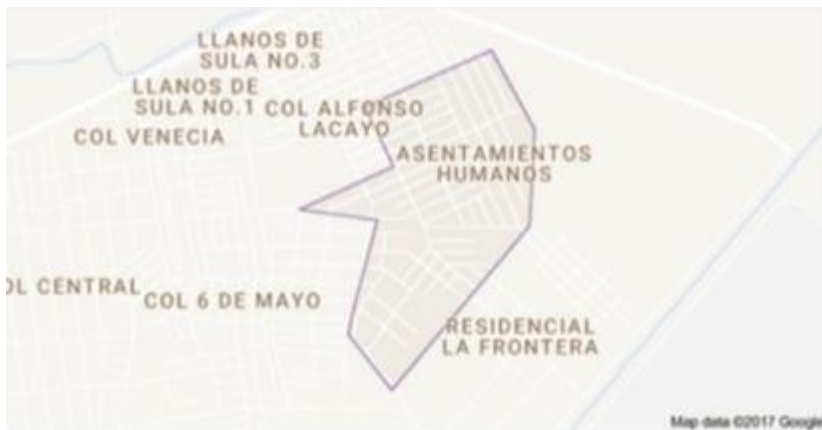 LLANOS DE
SULA NO.3
LLANOS DE
SULA NO.1
COL ALFONSO
LACAYO
COL VENECIA
ASENTAMIENTOS
HUMANOS
OL CENTRAL
COL 6 DE MAYO
RESIDENCIAL
LA FRONTERA
Map data ©2017 Google